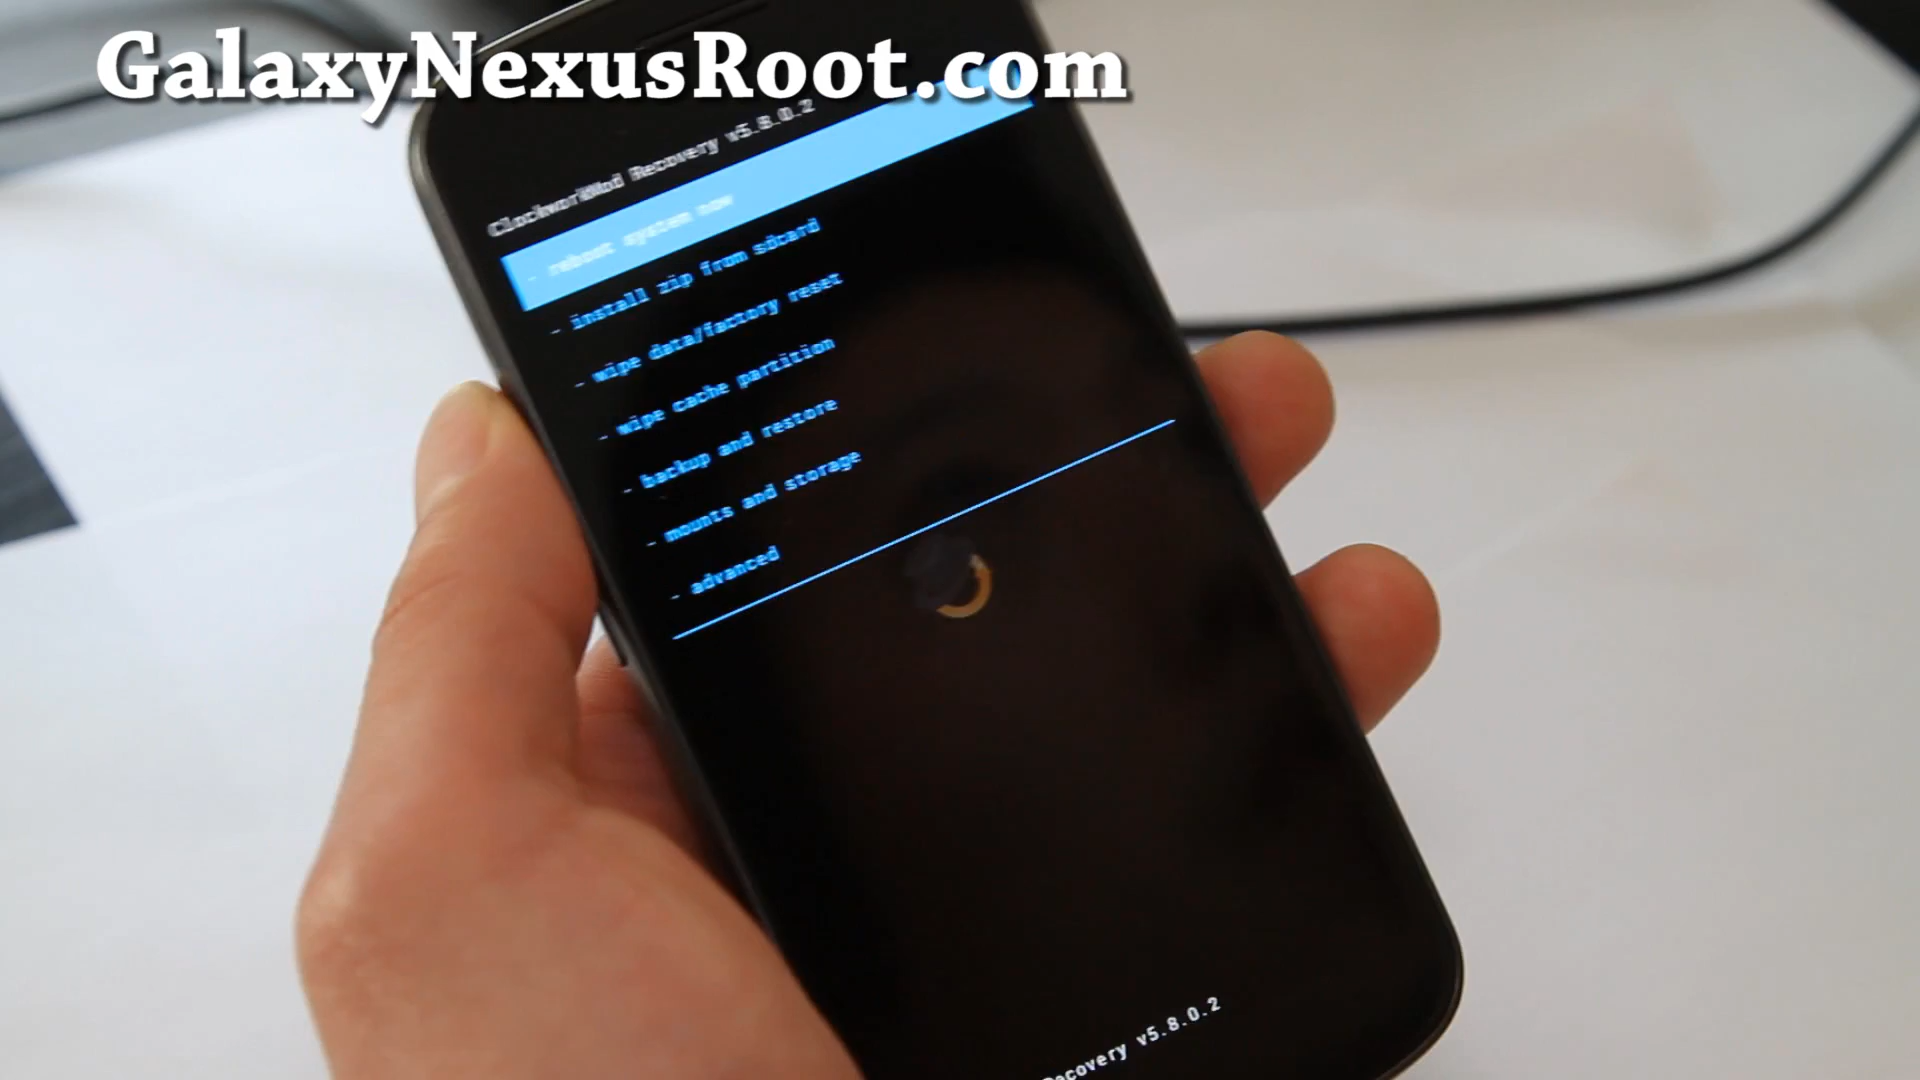 GalaxyNexusRoot.com
ClockworkMod Recovery v5.8.0.2
- reboot system now
- install zip from sdcard
- wipe data/factory reset
- wipe cache partition
- backup and restore
- mounts and storage
- advanced
Recovery v5.8.0.2